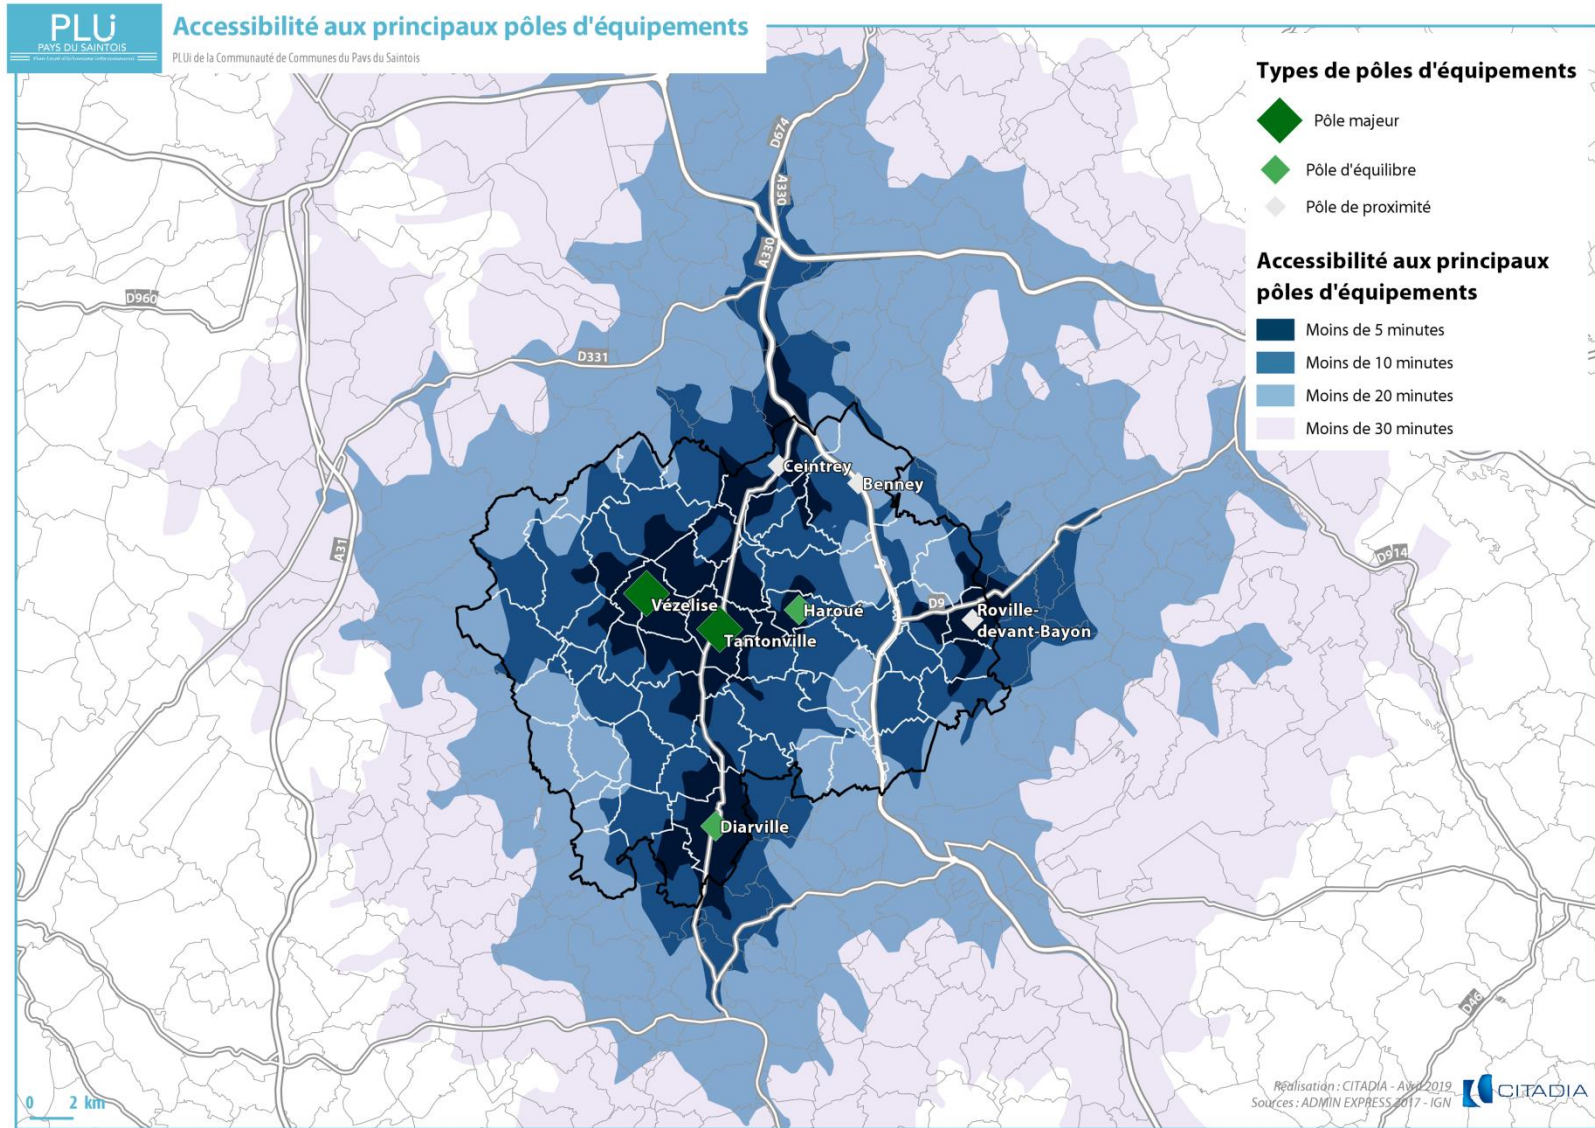 PLUi
PAYS DU SAINTOIS
Plan Local d'Urbanisme intercommunal
Accessibilité aux principaux pôles d'équipements
PLUi de la Communauté de Communes du Pays du Saintois
Types de pôles d'équipements
Pôle majeur
Pôle d'équilibre
Pôle de proximité
Accessibilité aux principaux
pôles d'équipements
Moins de 5 minutes
Moins de 10 minutes
Moins de 20 minutes
Moins de 30 minutes
D674
A330
A330
D960
D331
A31
Ceintrey
Benney
D914
Vézelise
Haroué
D9
Roville-
devant-Bayon
Tantonville
Diarville
D46
0 2 km
Réalisation : CITADIA - Avril 2019
Sources : ADMIN EXPRESS 2017 - IGN
CITADIA